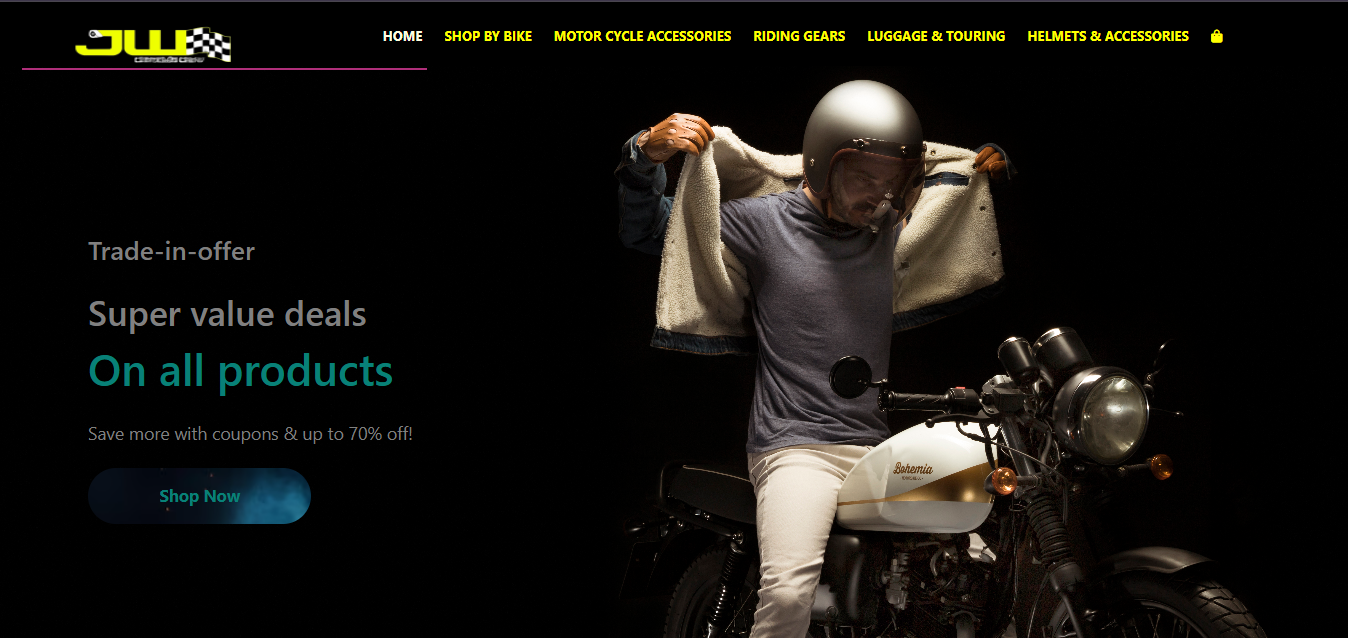 JW
HOME SHOP BY BIKE MOTOR CYCLE ACCESSORIES RIDING GEARS LUGGAGE & TOURING HELMETS & ACCESSORIES
Trade-in-offer
Super value deals
On all products
Save more with coupons & up to 70% off!
Shop Now
Bohemia